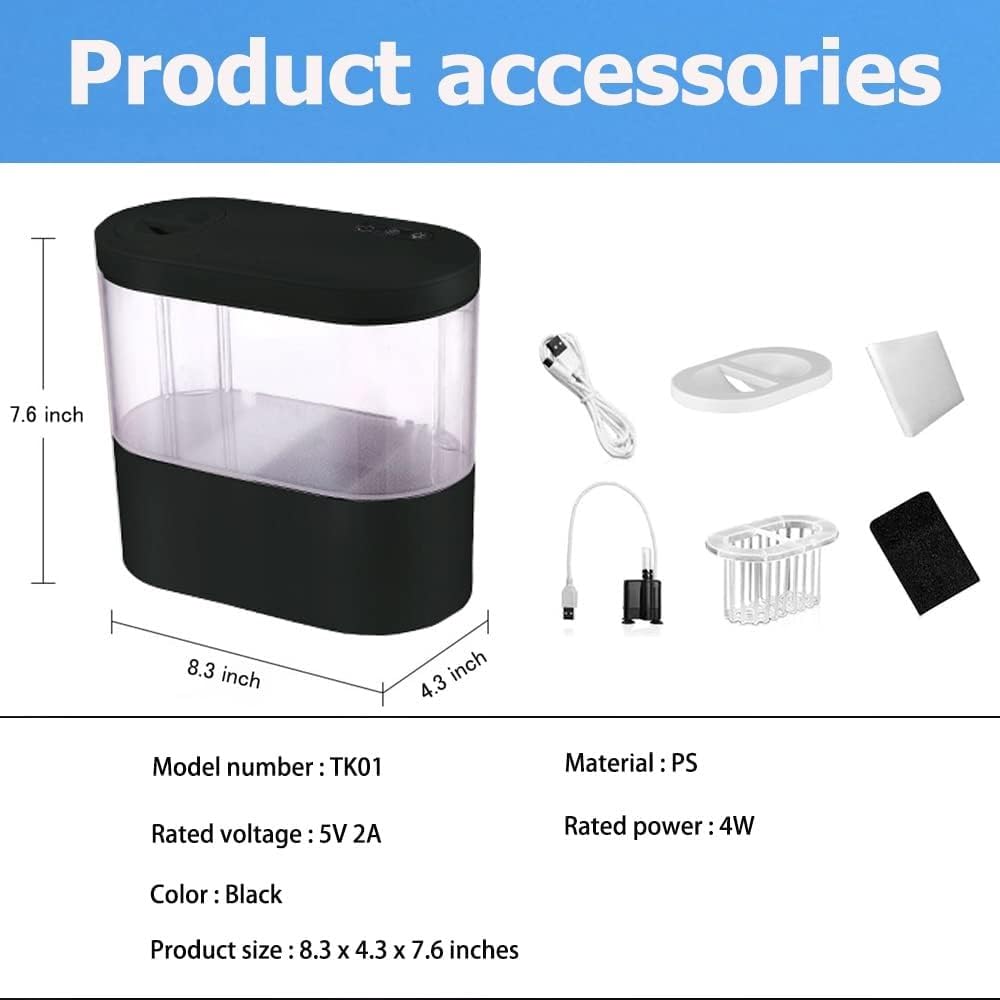 Product accessories
7.6 inch
8.3 inch
4.3 inch
Model number : TK01
Material : PS
Rated voltage : 5V 2A
Rated power : 4W
Color : Black
Product size : 8.3 x 4.3 x 7.6 inches